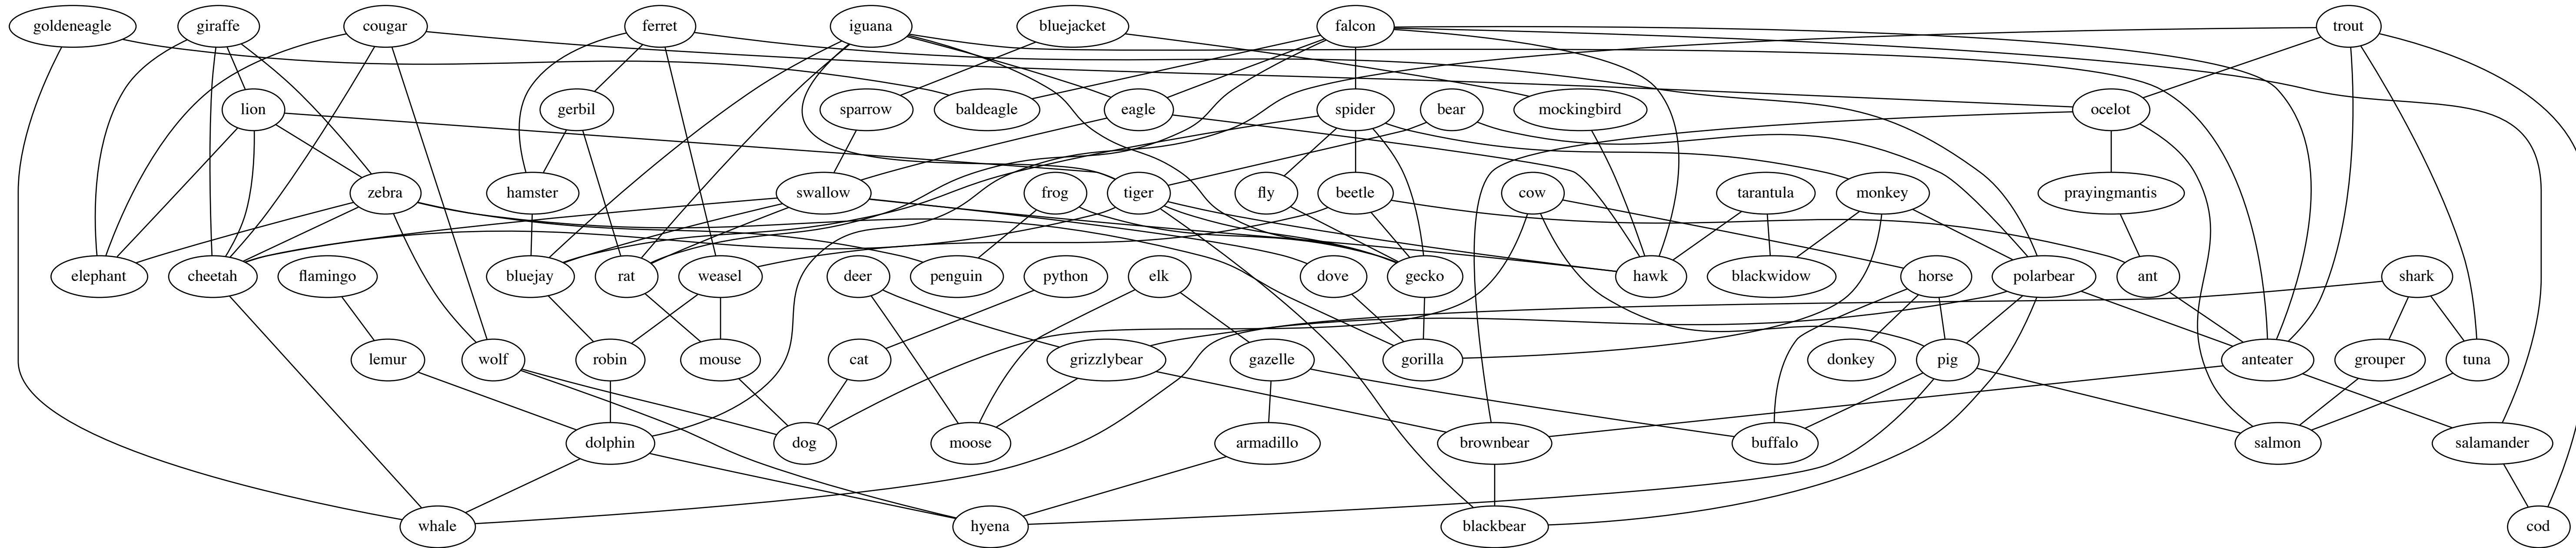 goldeneagle
giraffe
cougar
ferret
iguana
bluejacket
falcon
trout
lion
gerbil
sparrow
baldeagle
eagle
spider
bear
mockingbird
ocelot
zebra
hamster
swallow
frog
tiger
fly
beetle
cow
tarantula
monkey
prayingmantis
elephant
cheetah
flamingo
bluejay
rat
weasel
deer
penguin
python
elk
dove
gecko
hawk
blackwidow
horse
polarbear
ant
shark
lemur
wolf
robin
mouse
cat
grizzlybear
gazelle
gorilla
donkey
pig
anteater
grouper
tuna
dolphin
dog
moose
armadillo
brownbear
buffalo
salmon
salamander
whale
hyena
blackbear
cod